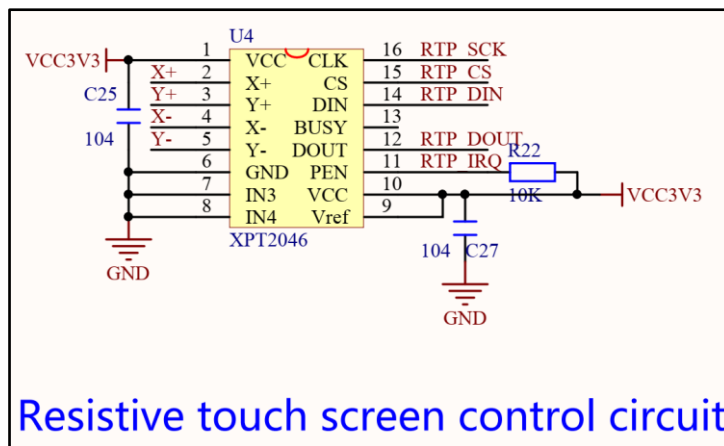 U4
VCC3V3
1 VCC CLK 16 RTP_SCK
X+ 2 X+ CS 15 RTP_CS
Y+ 3 Y+ DIN 14 RTP_DIN
X- 4 X- BUSY 13
Y- 5 Y- DOUT 12 RTP_DOUT
6 GND PEN 11 RTP_IRQ
7 IN3 VCC 10
8 IN4 Vref 9
C25
104
R22
10K
VCC3V3
XPT2046
104 C27
GND
GND
Resistive touch screen control circuit